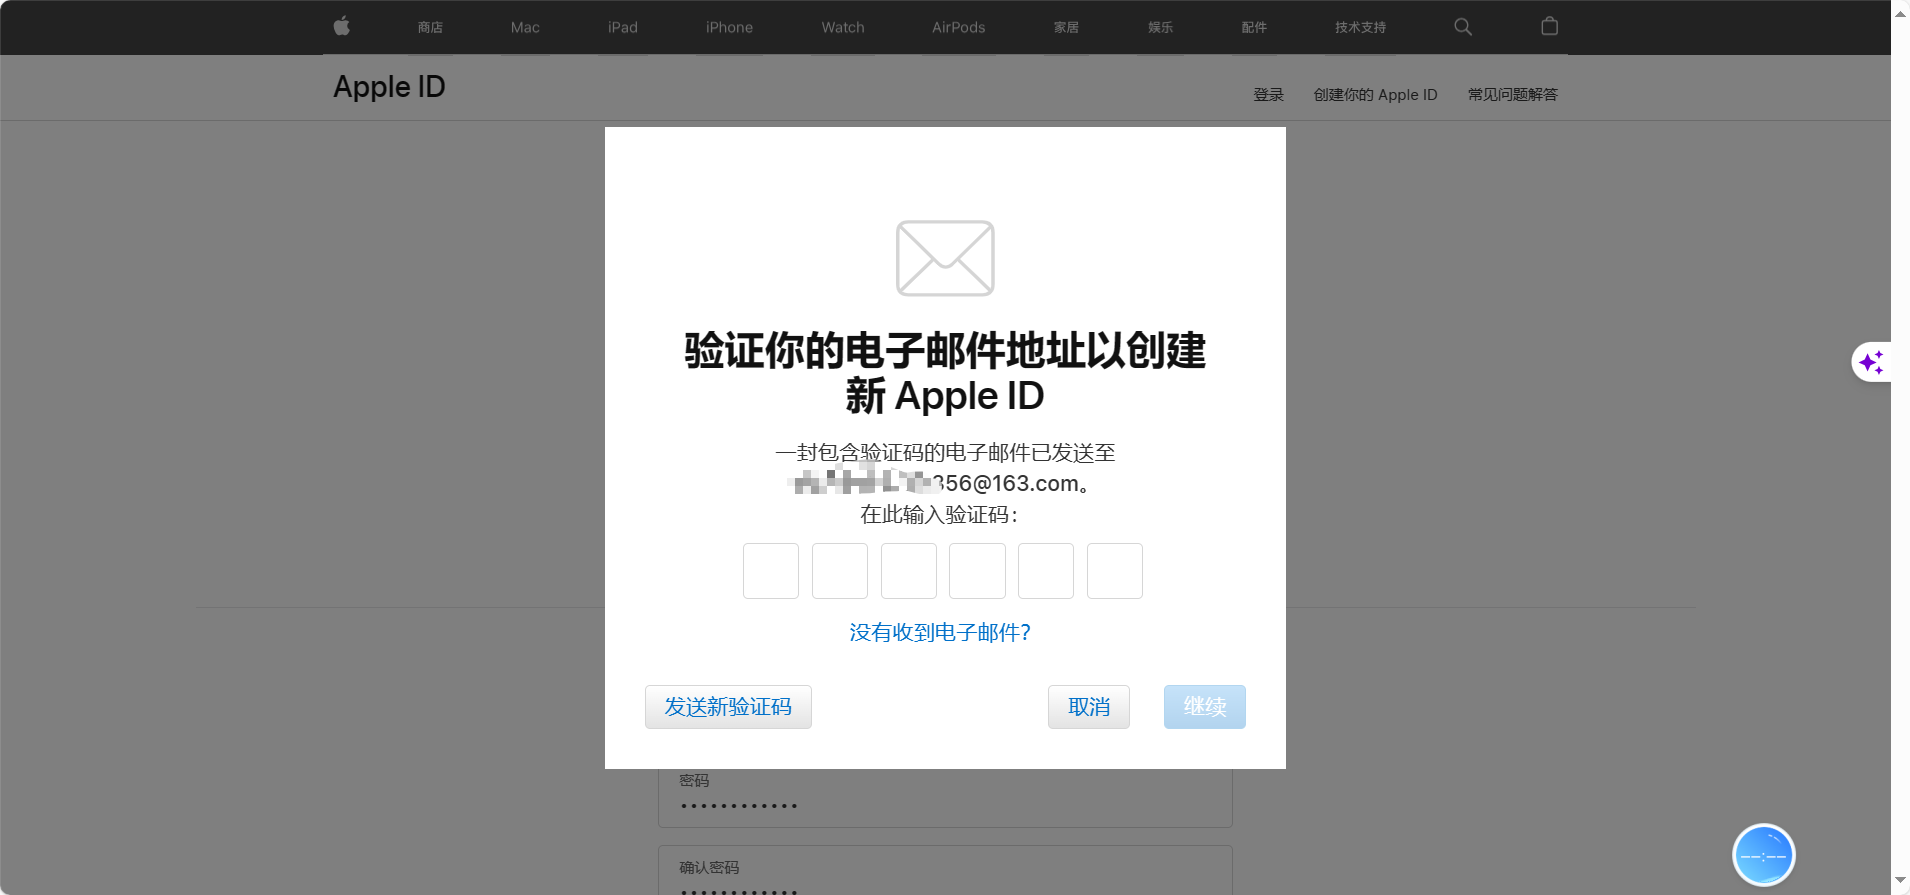 商店 Mac iPad iPhone Watch AirPods 家居 娱乐 配件 技术支持
Apple ID
登录 创建你的 Apple ID 常见问题解答
验证你的电子邮件地址以创建
新 Apple ID
一封包含验证码的电子邮件已发送至
356@163.com。
在此输入验证码：
没有收到电子邮件？
发送新验证码 取消 继续
密码
••••••••••••
确认密码
••••••••••••
--:--